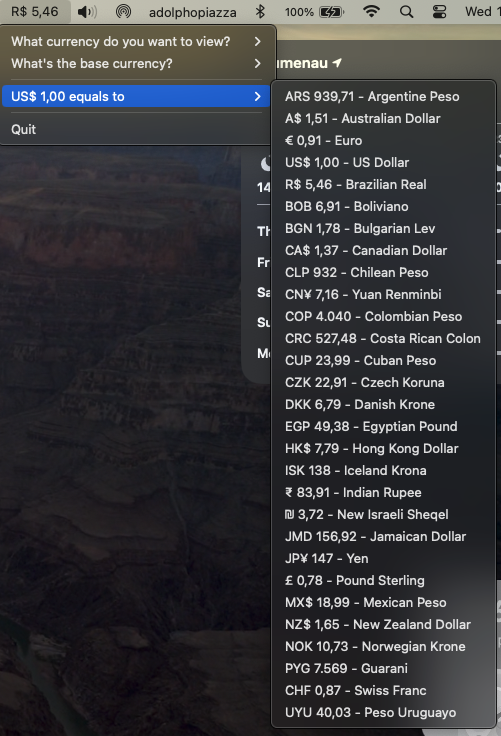 R$ 5,46
adolphopiazza
100%
Wed 1
What currency do you want to view?
What's the base currency?
US$ 1,00 equals to
Quit
umenau
14
Th
Fr
Sa
Su
Mo
ARS 939,71 - Argentine Peso
A$ 1,51 - Australian Dollar
€ 0,91 - Euro
US$ 1,00 - US Dollar
R$ 5,46 - Brazilian Real
BOB 6,91 - Boliviano
BGN 1,78 - Bulgarian Lev
CA$ 1,37 - Canadian Dollar
CLP 932 - Chilean Peso
CN¥ 7,16 - Yuan Renminbi
COP 4.040 - Colombian Peso
CRC 527,48 - Costa Rican Colon
CUP 23,99 - Cuban Peso
CZK 22,91 - Czech Koruna
DKK 6,79 - Danish Krone
EGP 49,38 - Egyptian Pound
HK$ 7,79 - Hong Kong Dollar
ISK 138 - Iceland Krona
₹ 83,91 - Indian Rupee
₪ 3,72 - New Israeli Sheqel
JMD 156,92 - Jamaican Dollar
JP¥ 147 - Yen
£ 0,78 - Pound Sterling
MX$ 18,99 - Mexican Peso
NZ$ 1,65 - New Zealand Dollar
NOK 10,73 - Norwegian Krone
PYG 7.569 - Guarani
CHF 0,87 - Swiss Franc
UYU 40,03 - Peso Uruguayo